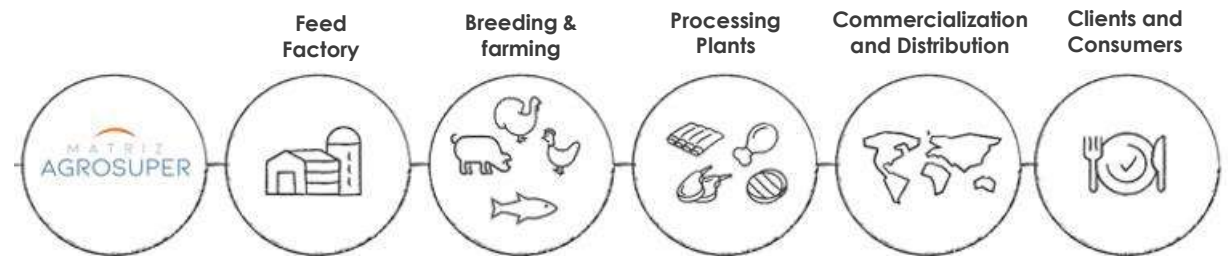 Feed
Factory
Breeding &
farming
Processing
Plants
Commercialization
and Distribution
Clients and
Consumers
MATRIZ
AGROSUPER